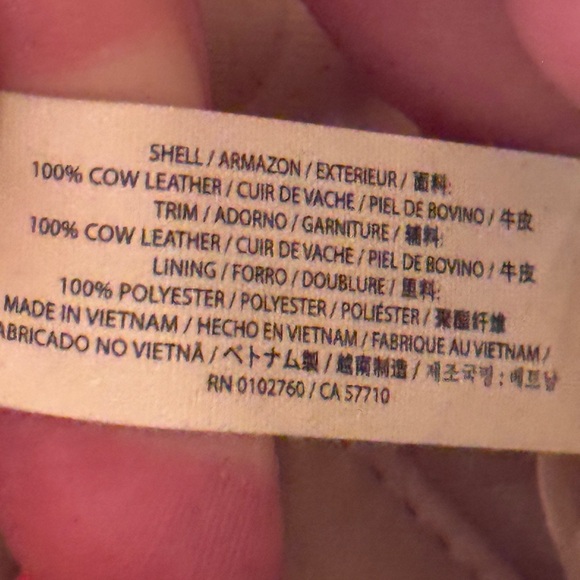 SHELL / ARMAZON / EXTERIEUR / 面料:
100% COW LEATHER / CUIR DE VACHE / PIEL DE BOVINO / 牛皮
TRIM / ADORNO / GARNITURE / 辅料:
100% COW LEATHER / CUIR DE VACHE / PIEL DE BOVINO / 牛皮
LINING / FORRO / DOUBLURE / 里料:
100% POLYESTER / POLYESTER / POLIÉSTER / 聚酯纤维
MADE IN VIETNAM / HECHO EN VIETNAM / FABRIQUE AU VIETNAM /
ABRICADO NO VIETNÃ / ベトナム製 / 越南制造 / 제조국명 : 베트남
RN 0102760 / CA 57710